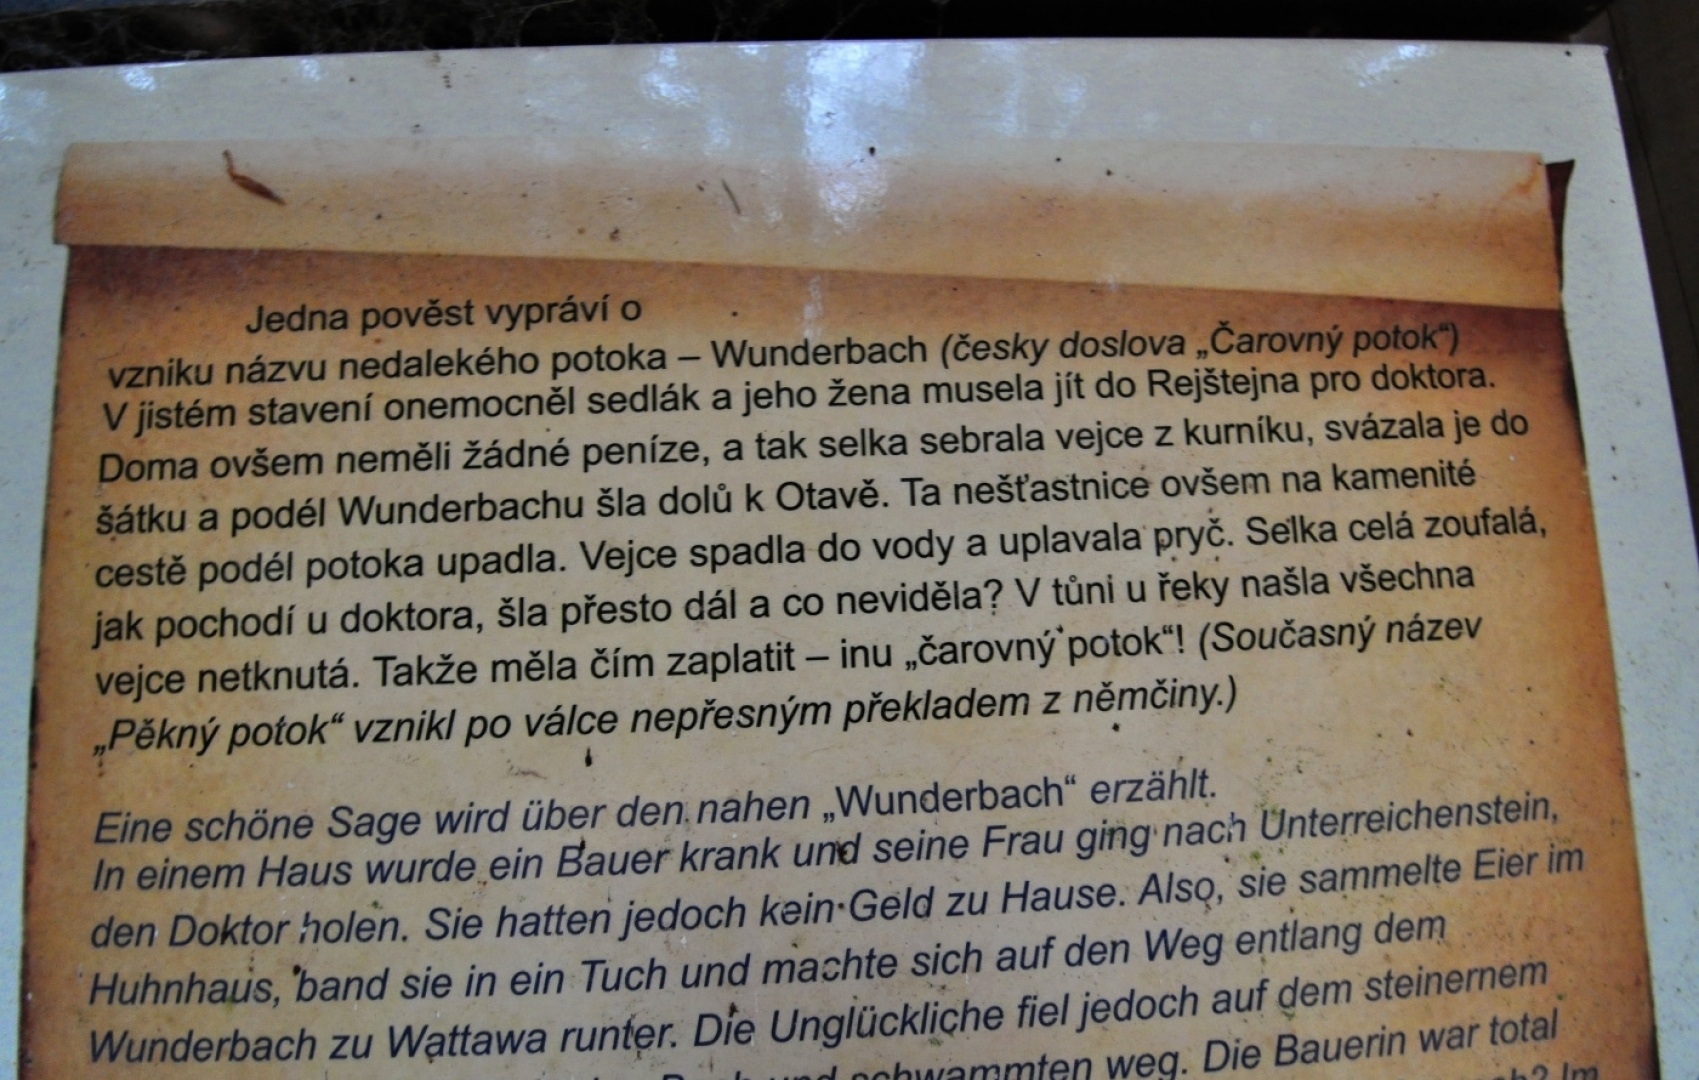 Jedna pověst vypráví o
vzniku názvu nedalekého potoka – Wunderbach (česky doslova „Čarovný potok“)
V jistém stavení onemocněl sedlák a jeho žena musela jít do Rejštejna pro doktora.
Doma ovšem neměli žádné peníze, a tak selka sebrala vejce z kurníku, svázala je do
šátku a podél Wunderbachu šla dolů k Otavě. Ta nešťastnice ovšem na kamenité
cestě podél potoka upadla. Vejce spadla do vody a uplavala pryč. Selka celá zoufalá,
jak pochodí u doktora, šla přesto dál a co neviděla? V tůni u řeky našla všechna
vejce netknutá. Takže měla čím zaplatit – inu „čarovný potok“! (Současný název
„Pěkný potok“ vznikl po válce nepřesným překladem z němčiny.)
Eine schöne Sage wird über den nahen „Wunderbach“ erzählt.
In einem Haus wurde ein Bauer krank und seine Frau ging nach Unterreichenstein,
den Doktor holen. Sie hatten jedoch kein Geld zu Hause. Also, sie sammelte Eier im
Huhnhaus, band sie in ein Tuch und machte sich auf den Weg entlang dem
Wunderbach zu Wattawa runter. Die Unglückliche fiel jedoch auf dem steinernem
und schwammten weg. Die Bauerin war total
Im